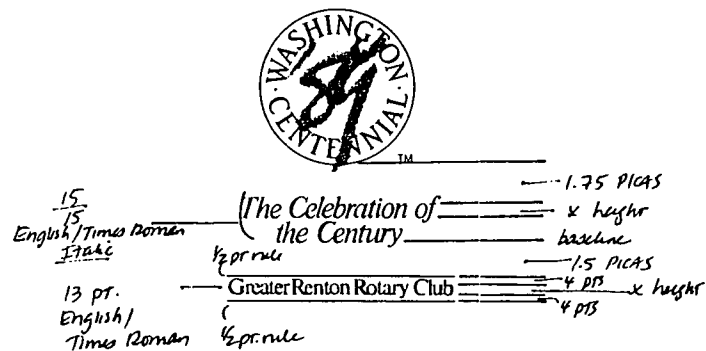 WASHINGTON
89
CENTENNIAL
TM
1.75 PICAS
15
15
English/Times Roman
Italic
The Celebration of
the Century
x height
baseline
1.5 PICAS
½ pt rule
13 PT.
English/
Times Roman
Greater Renton Rotary Club
4 PTS
x height
4 PTS
½ pt. rule